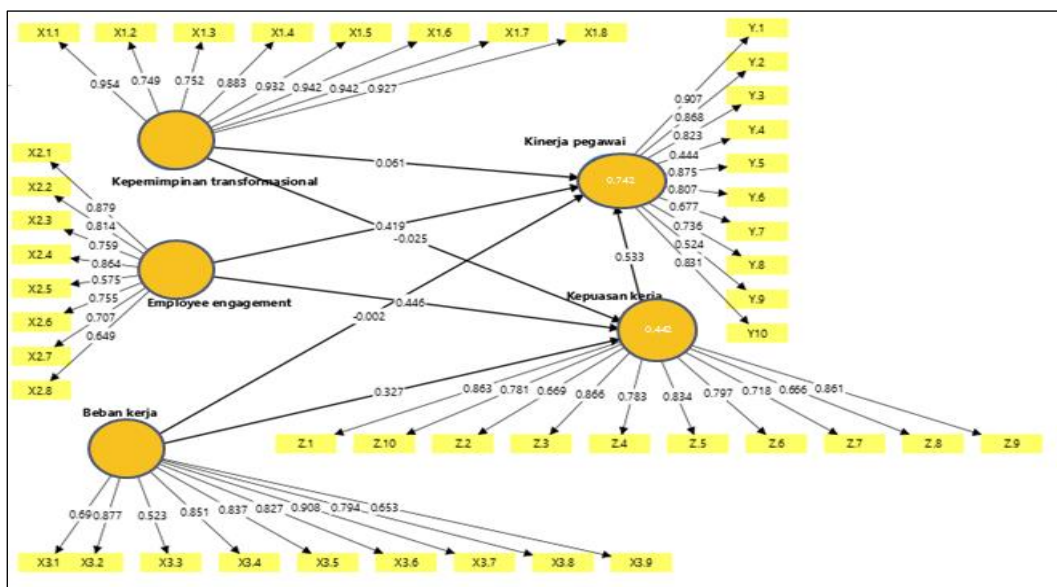 X1.1 X1.2 X1.3 X1.4 X1.5 X1.6 X1.7 X1.8
0.954 0.749 0.752 0.883 0.932 0.942 0.942 0.927
Kepemimpinan transformasional
X2.1
X2.2
X2.3
X2.4
X2.5
X2.6
X2.7
X2.8
0.879
0.814
0.759
0.864
0.575
0.755
0.707
0.649
Employee engagement
Beban kerja
0.69 0.877 0.523 0.851 0.837 0.827 0.908 0.794 0.653
X3.1 X3.2 X3.3 X3.4 X3.5 X3.6 X3.7 X3.8 X3.9
0.061
0.419
-0.025
0.446
-0.002
0.327
0.533
Kinerja pegawai
0.742
0.907
0.868
0.823
0.444
0.875
0.807
0.677
0.736
0.524
0.831
Y.1
Y.2
Y.3
Y.4
Y.5
Y.6
Y.7
Y.8
Y.9
Y10
Kepuasan kerja
0.442
0.863 0.781 0.669 0.866 0.783 0.834 0.797 0.718 0.666 0.861
Z.1 Z.10 Z.2 Z.3 Z.4 Z.5 Z.6 Z.7 Z.8 Z.9